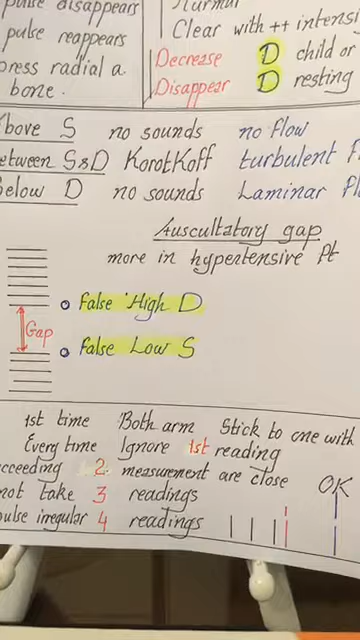 pulse disappears
pulse reappears
press radial a.
bone.
Clear with ++
Decrease D child or
Disappear D resting
Above S no sounds no flow
Between S&D Korotkoff turbulent
Below D no sounds Laminar
Auscultatory gap
more in hypertensive Pt
Gap
false High D
false Low S
1st time Both arm Stick to one with
Every time Ignore 1st reading
2 measurement are close
not take 3 readings
pulse irregular 4 readings
OK